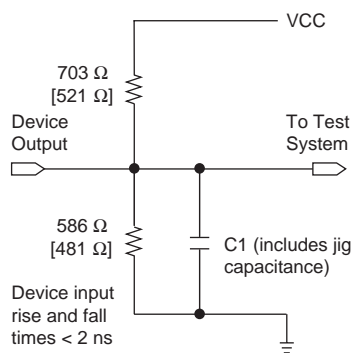 VCC
703 Ω
[521 Ω]
Device
Output
To Test
System
586 Ω
[481 Ω]
C1 (includes jig
capacitance)
Device input
rise and fall
times < 2 ns